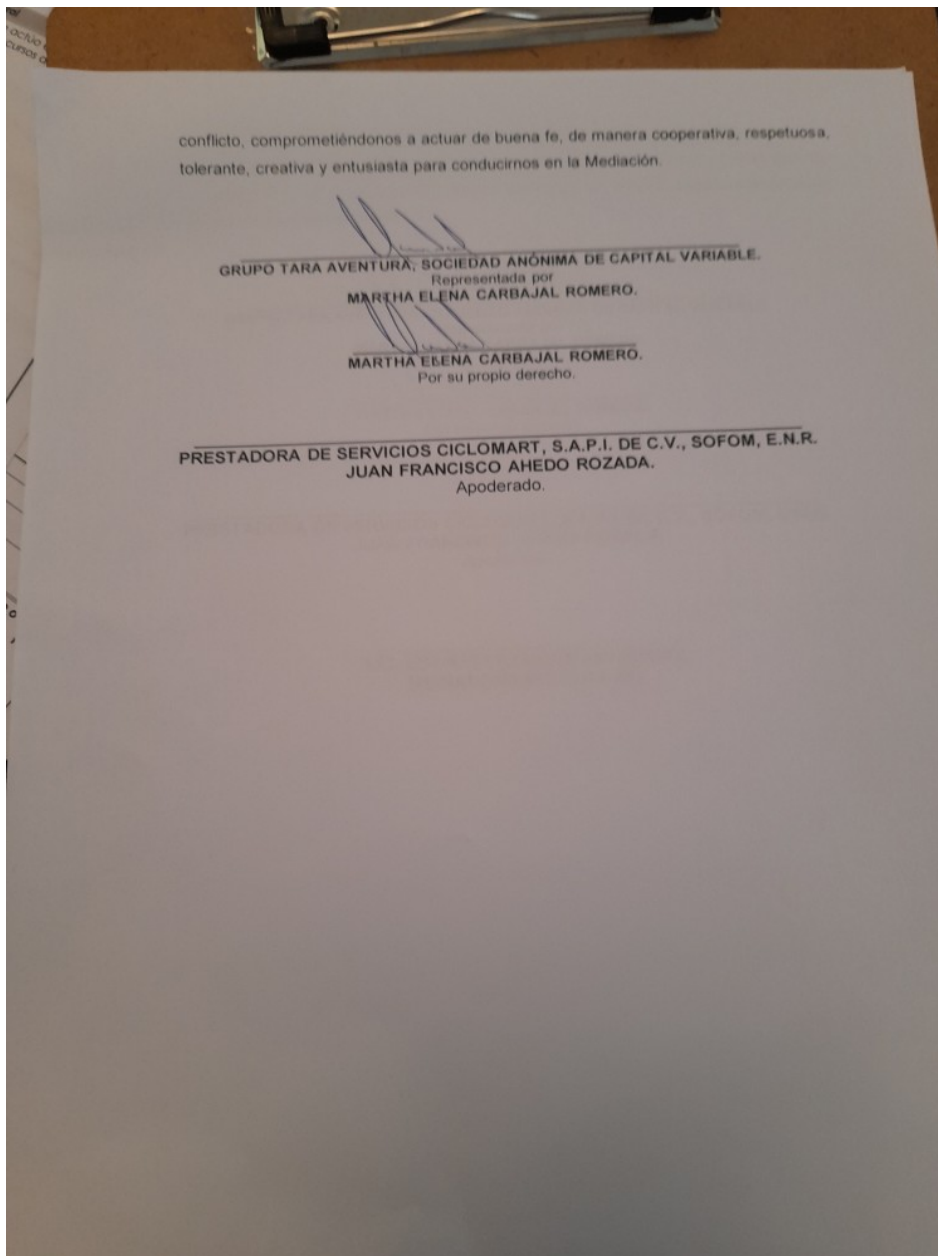 actúo
cursos
conflicto, comprometiéndonos a actuar de buena fe, de manera cooperativa, respetuosa,
tolerante, creativa y entusiasta para conducirnos en la Mediación.
GRUPO TARA AVENTURA, SOCIEDAD ANÓNIMA DE CAPITAL VARIABLE.
Representada por
MARTHA ELENA CARBAJAL ROMERO.
MARTHA ELENA CARBAJAL ROMERO.
Por su propio derecho.
PRESTADORA DE SERVICIOS CICLOMART, S.A.P.I. DE C.V., SOFOM, E.N.R.
JUAN FRANCISCO AHEDO ROZADA.
Apoderado.